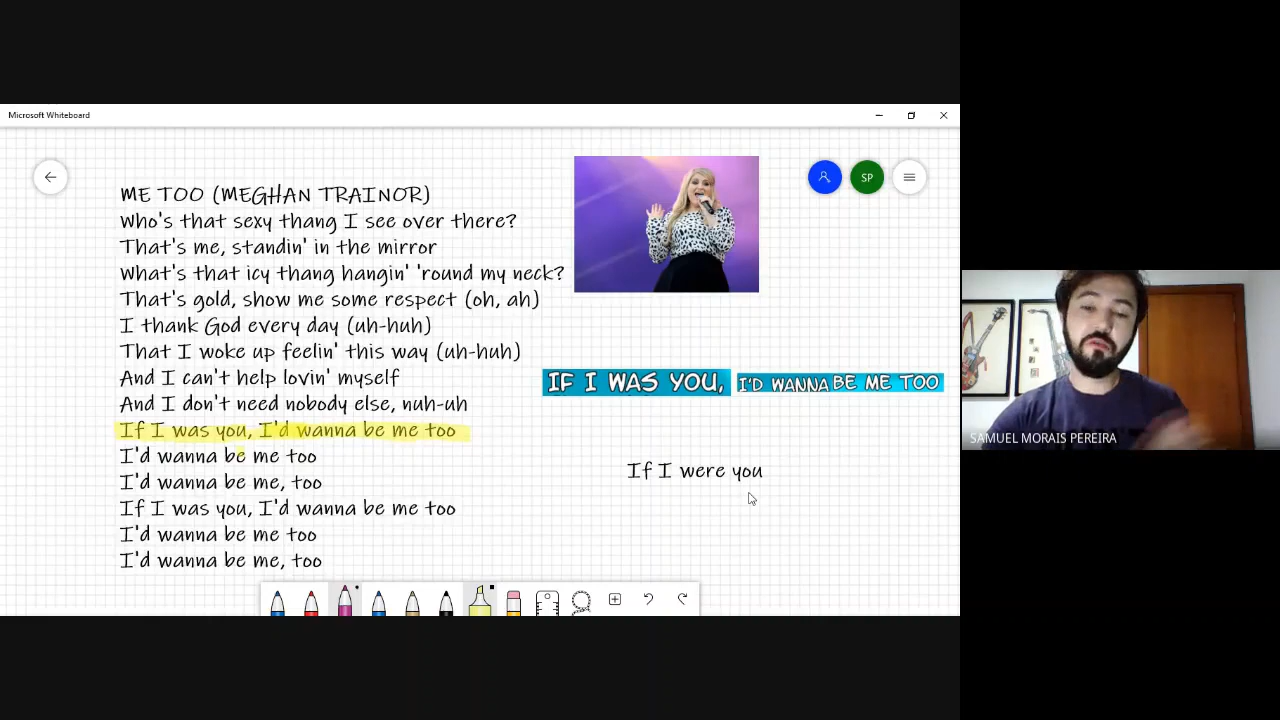 Microsoft Whiteboard
SP
ME TOO (MEGHAN TRAINOR)
Who's that sexy thang I see over there?
That's me, standin' in the mirror
What's that icy thang hangin' 'round my neck?
That's gold, show me some respect (oh, ah)
I thank God every day (uh-huh)
That I woke up feelin' this way (uh-huh)
And I can't help lovin' myself
And I don't need nobody else, nuh-uh
If I was you, I'd wanna be me too
I'd wanna be me too
I'd wanna be me, too
If I was you, I'd wanna be me too
I'd wanna be me too
I'd wanna be me, too
IF I WAS YOU, I'D WANNA BE ME TOO
If I were you
SAMUEL MORAIS PEREIRA